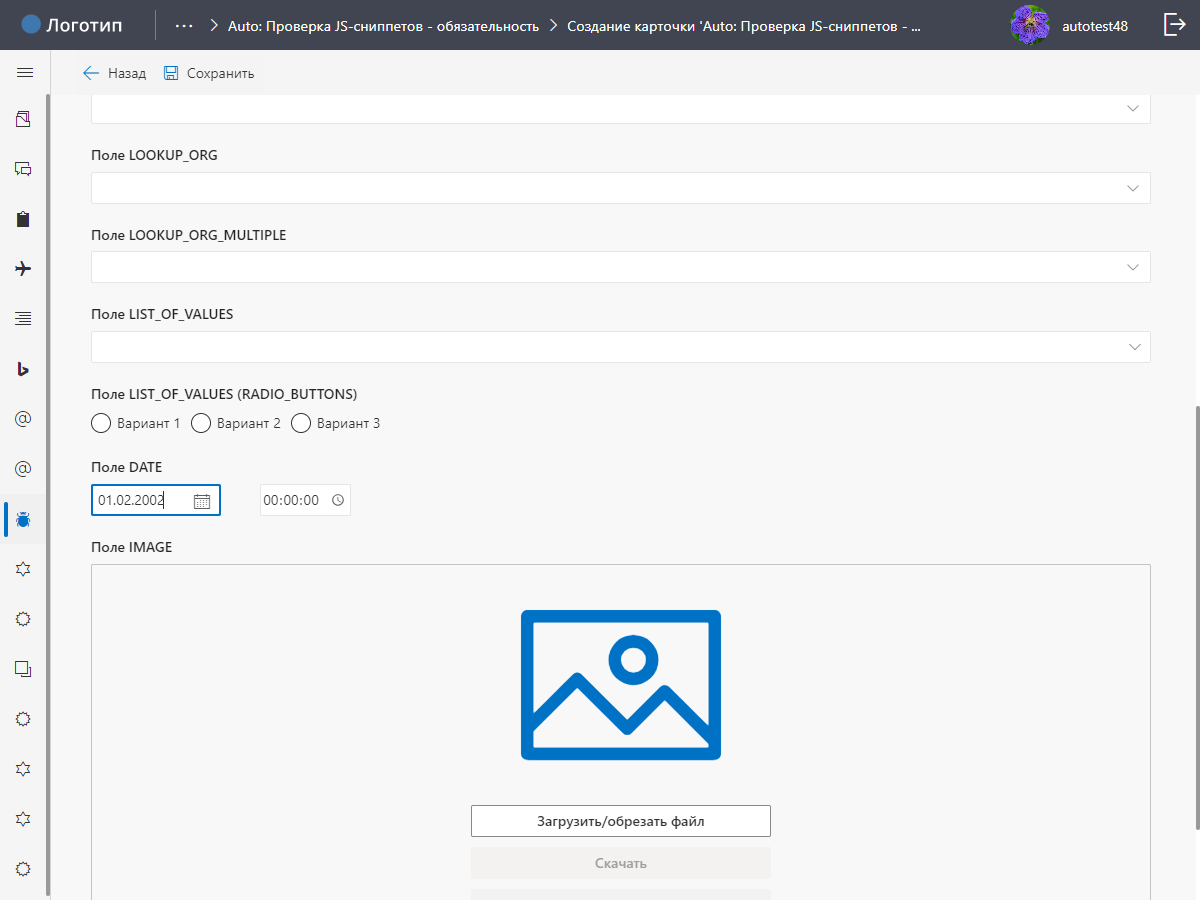 Логотип
··· Auto: Проверка JS-сниппетов - обязательность Создание карточки 'Auto: Проверка JS-сниппетов - ...
autotest48
Назад Сохранить
Поле LOOKUP_ORG
Поле LOOKUP_ORG_MULTIPLE
Поле LIST_OF_VALUES
Поле LIST_OF_VALUES (RADIO_BUTTONS)
Вариант 1 Вариант 2 Вариант 3
Поле DATE
01.02.2002 00:00:00
Поле IMAGE
Загрузить/обрезать файл
Скачать